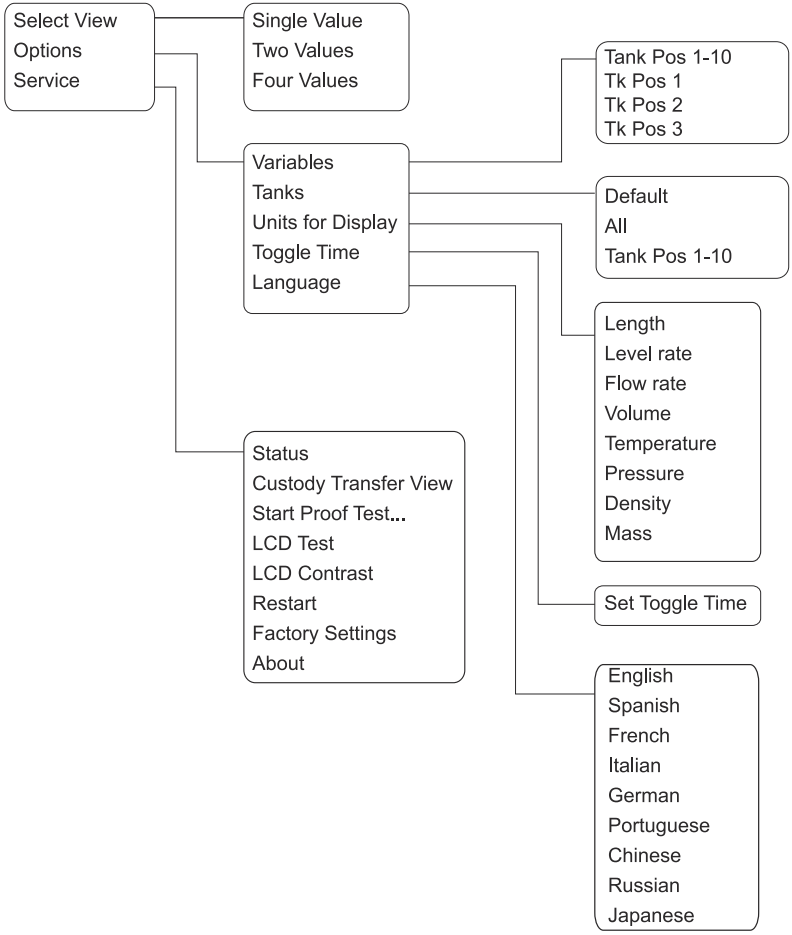 Select View
Options
Service
Single Value
Two Values
Four Values
Variables
Tanks
Units for Display
Toggle Time
Language
Tank Pos 1-10
Tk Pos 1
Tk Pos 2
Tk Pos 3
Default
All
Tank Pos 1-10
Length
Level rate
Flow rate
Volume
Temperature
Pressure
Density
Mass
Set Toggle Time
English
Spanish
French
Italian
German
Portuguese
Chinese
Russian
Japanese
Status
Custody Transfer View
Start Proof Test...
LCD Test
LCD Contrast
Restart
Factory Settings
About